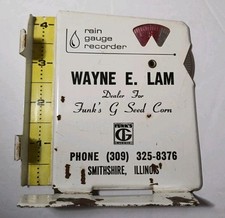 rain
gauge
recorder
WAYNE E. LAM
Dealer For
Funk's G Seed Corn
FUNK'S
G
HYBRID
PHONE (309) 325-8376
SMITHSHIRE, ILLINOIS
4
3
2
1